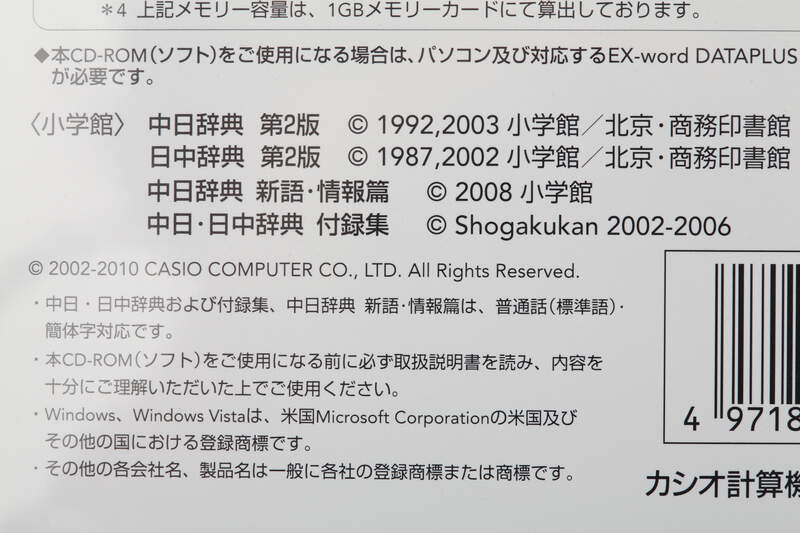 *4 上記メモリー容量は、1GBメモリーカードにて算出しております。
◆本CD-ROM(ソフト)をご使用になる場合は、パソコン及び対応するEX-word DATAPLUS
が必要です。
〈小学館〉 中日辞典 第2版 © 1992,2003 小学館／北京・商務印書館
日中辞典 第2版 © 1987,2002 小学館／北京・商務印書館
中日辞典 新語・情報篇 © 2008 小学館
中日・日中辞典 付録集 © Shogakukan 2002-2006
© 2002-2010 CASIO COMPUTER CO., LTD. All Rights Reserved.
・中日・日中辞典および付録集、中日辞典 新語・情報篇は、普通話(標準語)・
簡体字対応です。
・本CD-ROM(ソフト)をご使用になる前に必ず取扱説明書を読み、内容を
十分にご理解いただいた上でご使用ください。
・Windows、Windows Vistaは、米国Microsoft Corporationの米国及び
その他の国における登録商標です。
・その他の各会社名、製品名は一般に各社の登録商標または商標です。
4 9718
カシオ計算機